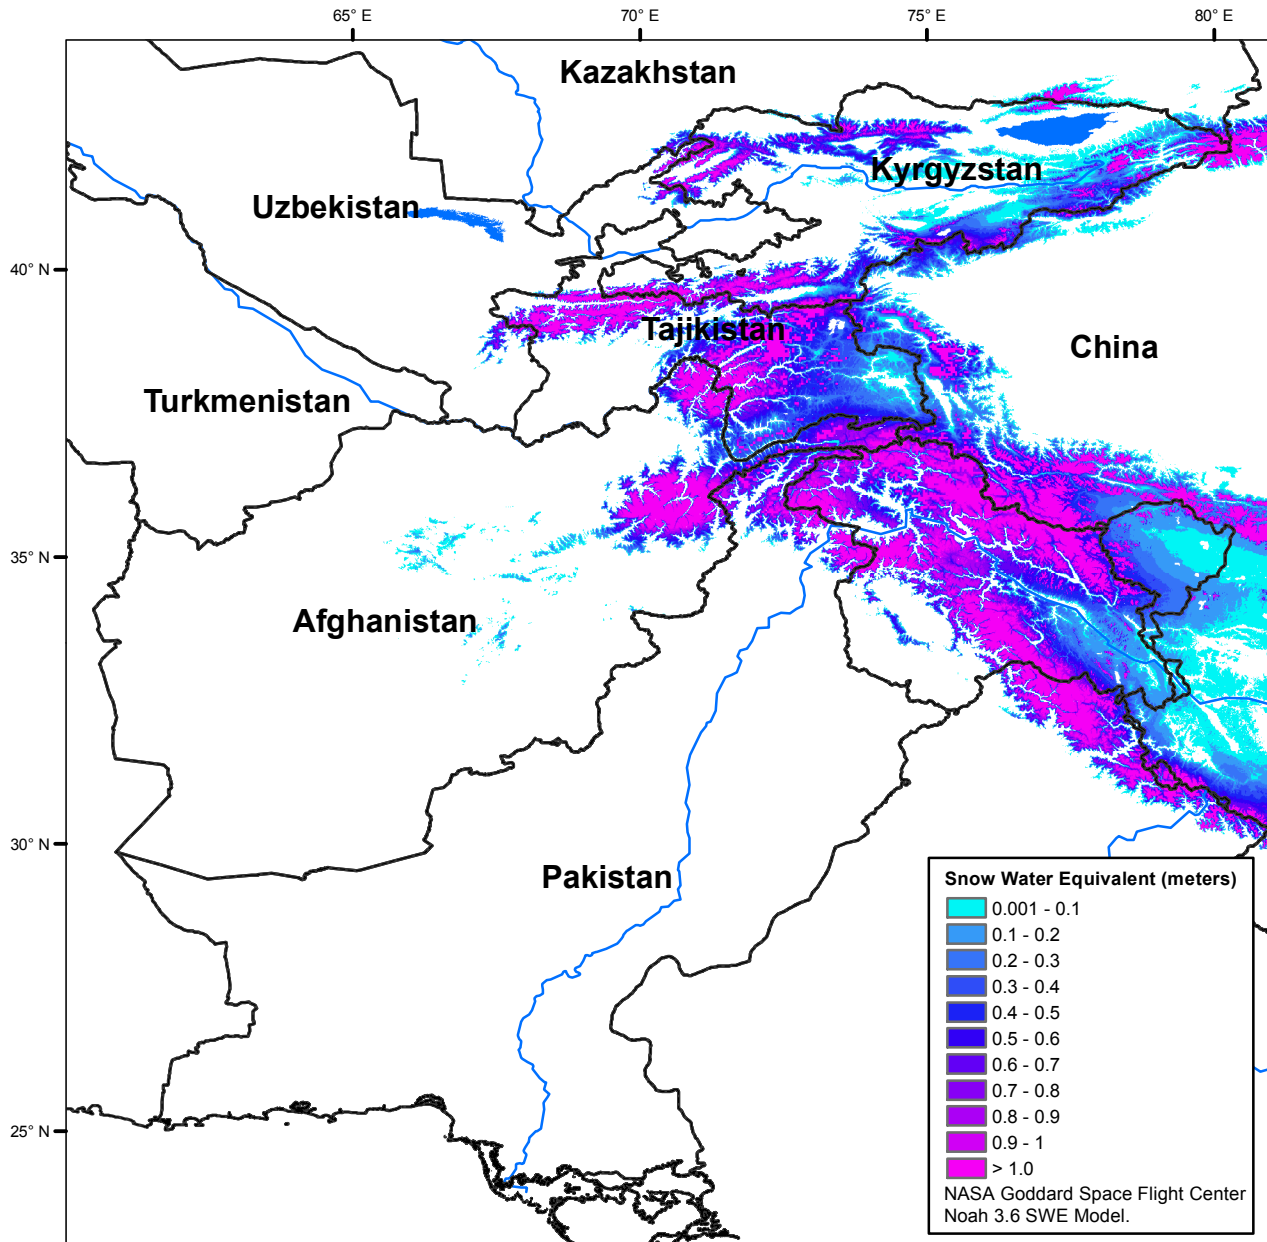 65° E
70° E
75° E
80° E
Kazakhstan
Kyrgyzstan
Uzbekistan
40° N
Tajikistan
China
Turkmenistan
35° N
Afghanistan
30° N
Pakistan
25° N
Snow Water Equivalent (meters)
0.001 - 0.1
0.1 - 0.2
0.2 - 0.3
0.3 - 0.4
0.4 - 0.5
0.5 - 0.6
0.6 - 0.7
0.7 - 0.8
0.8 - 0.9
0.9 - 1
> 1.0
NASA Goddard Space Flight Center
Noah 3.6 SWE Model.